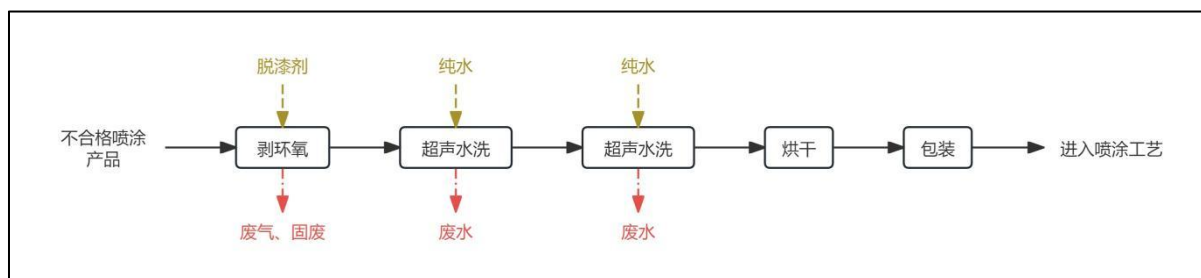 脱漆剂
纯水
纯水
不合格喷涂
产品
剥环氧
超声水洗
超声水洗
烘干
包装
进入喷涂工艺
废气、固废
废水
废水